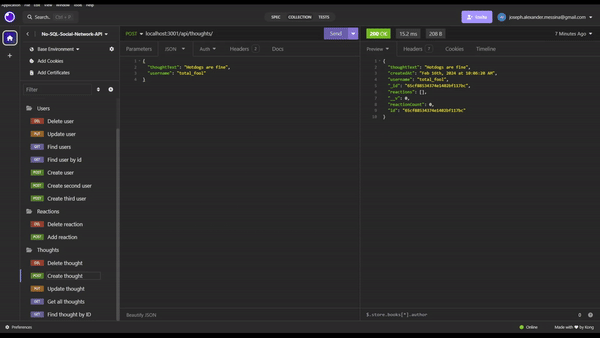 Application File Edit View Window Tools Help
Search.. Ctrl + P
SPEC COLLECTION TESTS
Invite
joseph.alexander.messina@gmail.com
No-SQL-Social-Network-API
POST localhost:3001/api/thoughts/
Send
200 OK 15.2 ms 208 B
7 Minutes Ago
Base Environment
Add Cookies
Add Certificates
Parameters JSON Auth Headers 2 Docs
Preview Headers 7 Cookies Timeline
Filter
1 {
2 "thoughtText": "Hotdogs are fine",
3 "username": "total_fool"
4 }
1 {
2 "thoughtText": "Hotdogs are fine",
3 "createdAt": "Feb 16th, 2024 at 10:06:20 AM",
4 "username": "total_fool",
5 "_id":
6 "reactions": [],
7 "__v": 0,
8 "reactionCount": 0,
9 "id":
10 }
Users
DEL Delete user
PUT Update user
GET Find users
GET Find user by id
POST Create user
POST Create second user
POST Create third user
Reactions
DEL Delete reaction
POST Add reaction
Thoughts
DEL Delete thought
POST Create thought
PUT Update thought
GET Get all thoughts
GET Find thought by ID
Beautify JSON
$.store.books[*].author
0
Preferences
Online
Made with ♥ by Kong